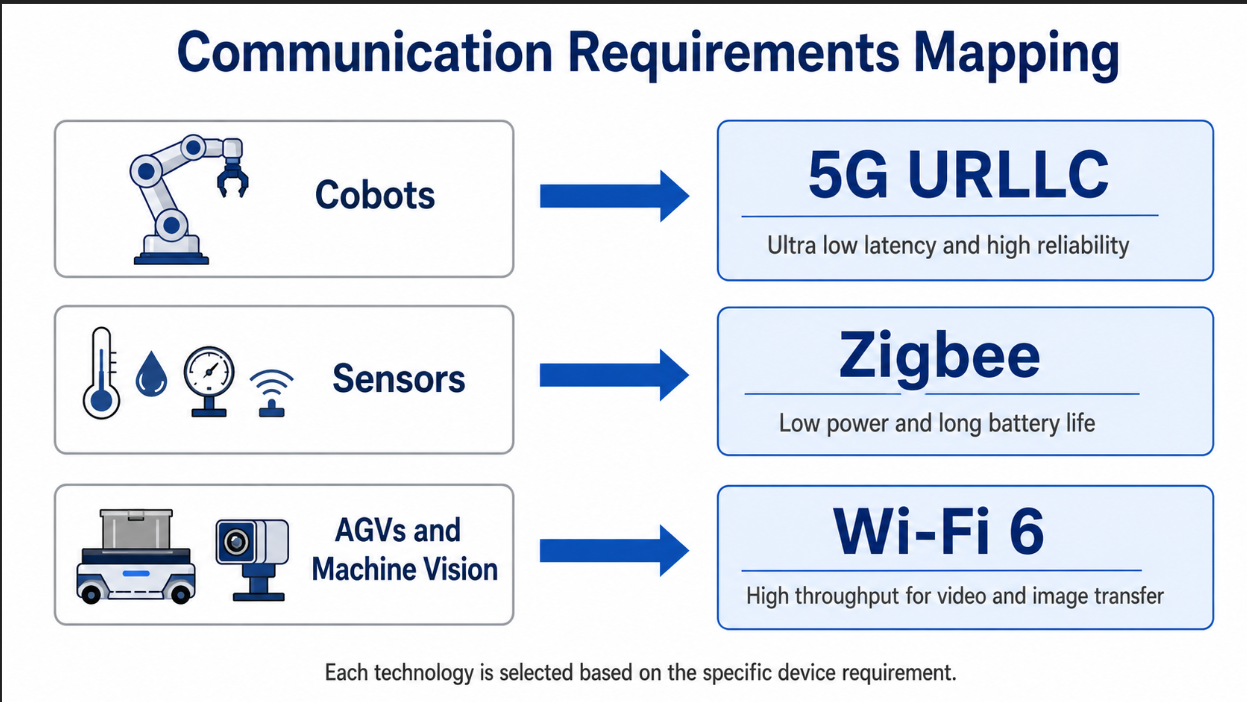 Communication Requirements Mapping
Cobots
5G URLLC
Ultra low latency and high reliability
Sensors
Zigbee
Low power and long battery life
AGVs and
Machine Vision
Wi-Fi 6
High throughput for video and image transfer
Each technology is selected based on the specific device requirement.